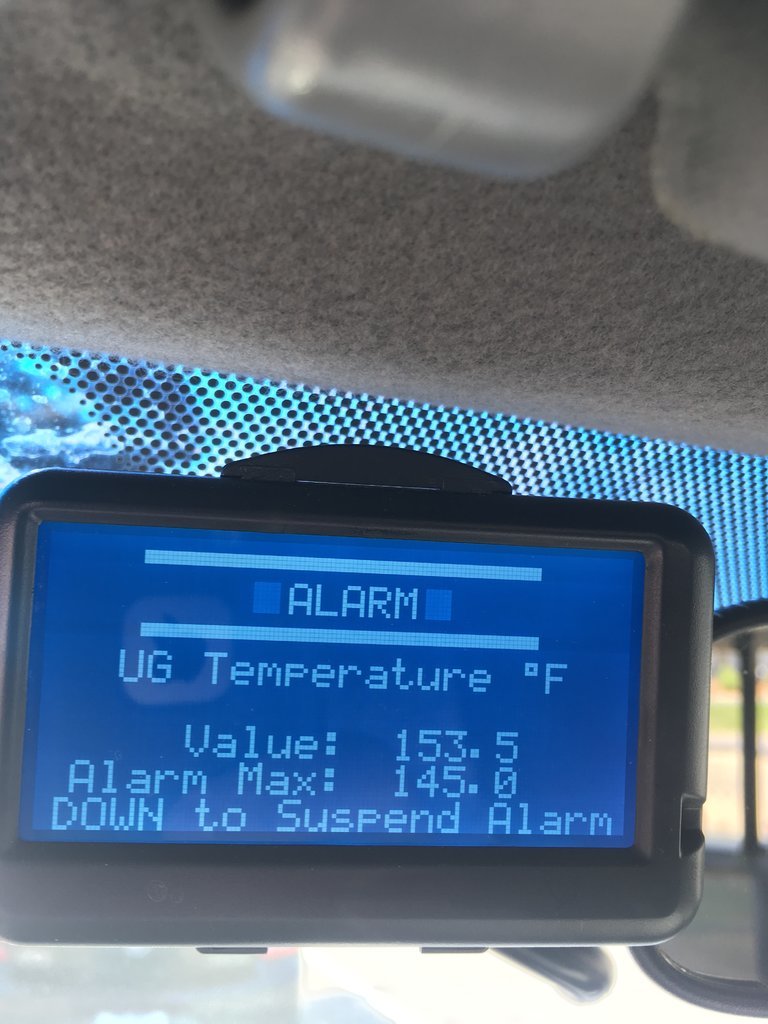 ALARM
UG Temperature °F
Value: 153.5
Alarm Max: 145.0
DOWN to Suspend Alarm